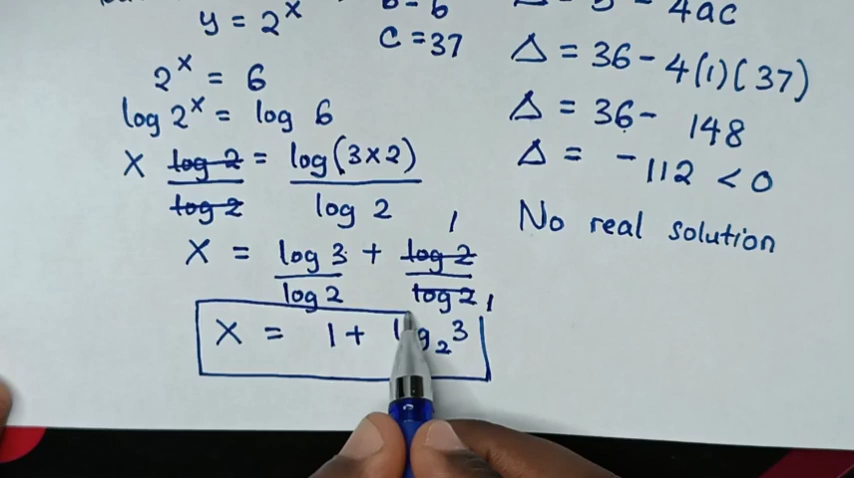 y = 2^x
2^x = 6
log 2^x = log 6
x log 2 / log 2 = log(3×2) / log 2
x = log 3 / log 2 + log 2 / log 2
1
1
x = 1 + log₂3
b = 6
c = 37
4ac
Δ = 36 - 4(1)(37)
Δ = 36 - 148
Δ = -112 < 0
No real solution